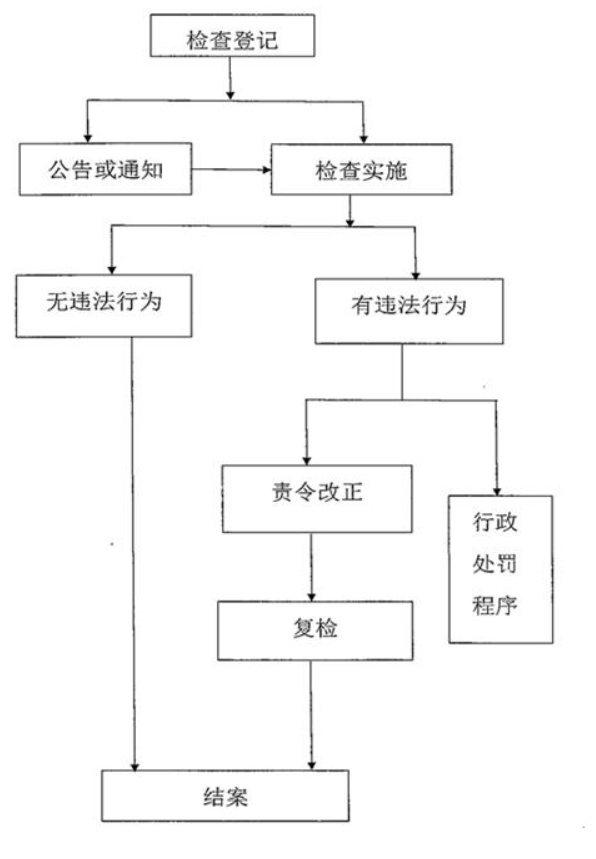 检查登记
公告或通知
检查实施
无违法行为
有违法行为
责令改正
行政
处罚
程序
复检
结案